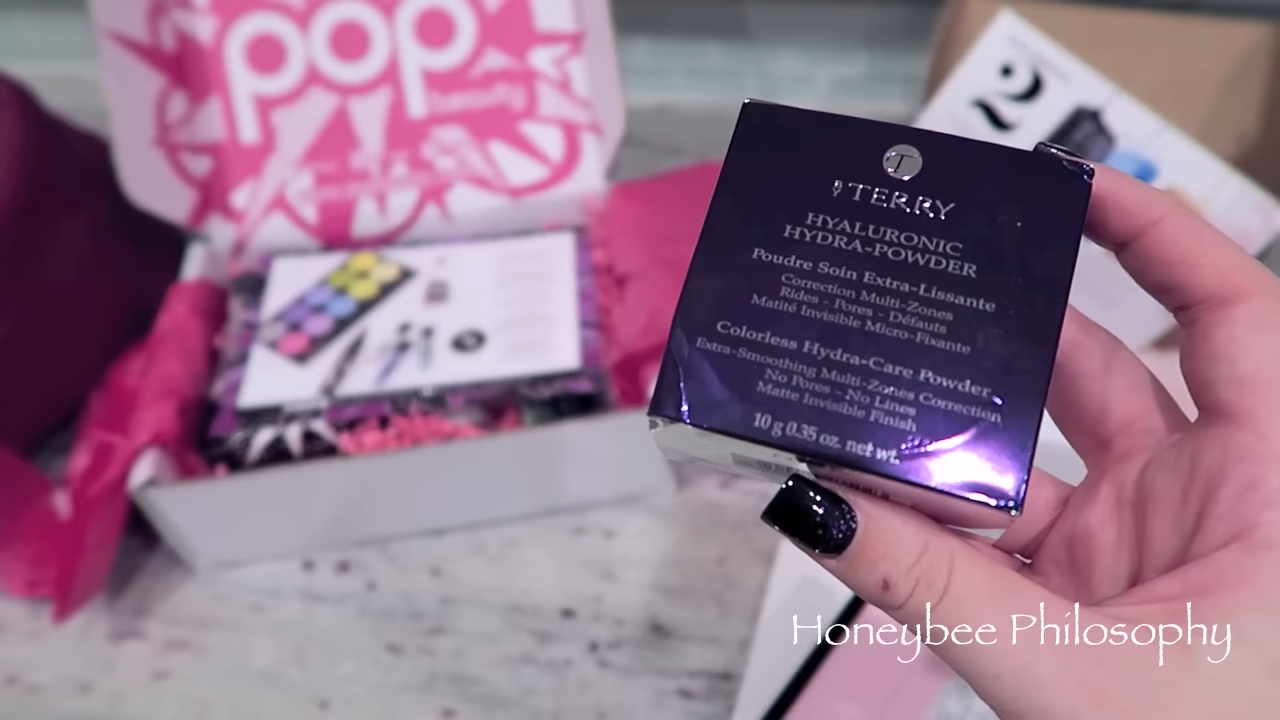 pop
beauty
2
T
BY TERRY
HYALURONIC
HYDRA-POWDER
Poudre Soin Extra-Lissante
Correction Multi-Zones
Rides - Pores - Défauts
Matité Invisible Micro-Fixante
Colorless Hydra-Care Powder
Extra-Smoothing Multi-Zones Correction
No Pores - No Lines
Matte Invisible Finish
10 g 0.35 oz. net wt.
Honeybee Philosophy